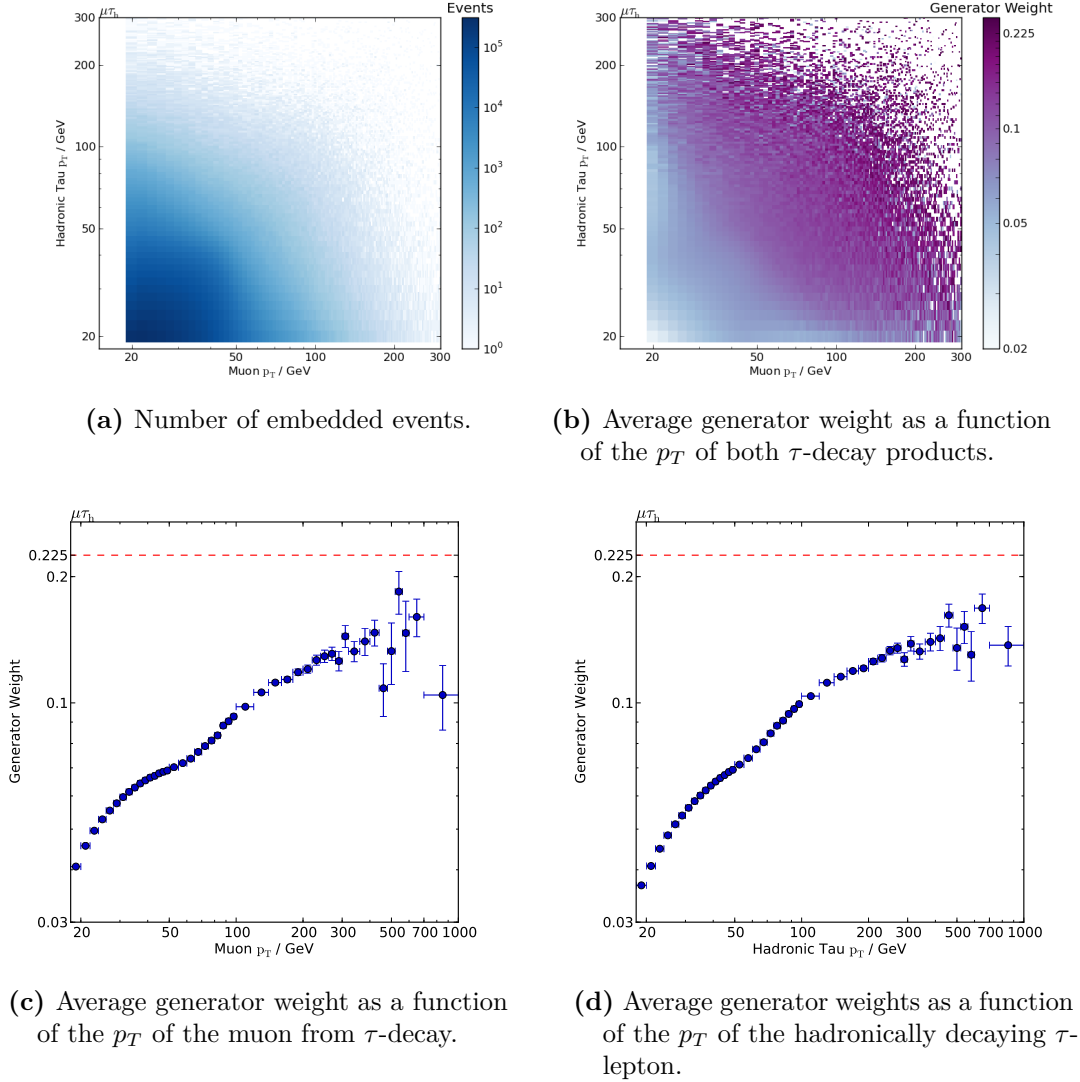 μτh
Events
300
200
100
50
20
Hadronic Tau pT / GeV
20
50
100
200
300
Muon pT / GeV
10^5
10^4
10^3
10^2
10^1
10^0
μτh
Generator Weight
300
200
100
50
20
Hadronic Tau pT / GeV
20
50
100
200
300
Muon pT / GeV
0.225
0.1
0.05
0.02
(a) Number of embedded events.
(b) Average generator weight as a function
of the pT of both τ-decay products.
μτh
0.225
0.2
0.1
0.03
Generator Weight
20
50
100
200
300
500
700
1000
Muon pT / GeV
μτh
0.225
0.2
0.1
0.03
Generator Weight
20
50
100
200
300
500
700
1000
Hadronic Tau pT / GeV
(c) Average generator weight as a function
of the pT of the muon from τ-decay.
(d) Average generator weights as a function
of the pT of the hadronically decaying τ-
lepton.